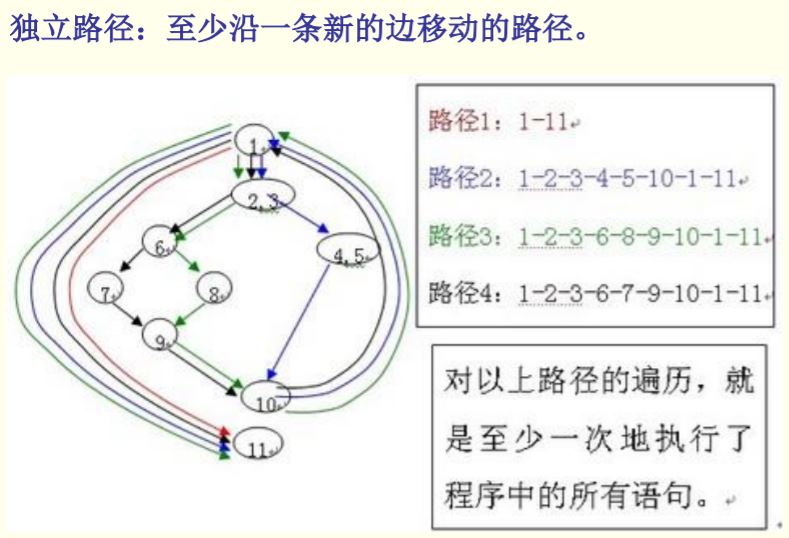 独立路径：至少沿一条新的边移动的路径。
1
2,3
6
4,5
7
8
9
10
11
路径1：1-11
路径2：1-2-3-4-5-10-1-11
路径3：1-2-3-6-8-9-10-1-11
路径4：1-2-3-6-7-9-10-1-11
对以上路径的遍历，就
是至少一次地执行了
程序中的所有语句。